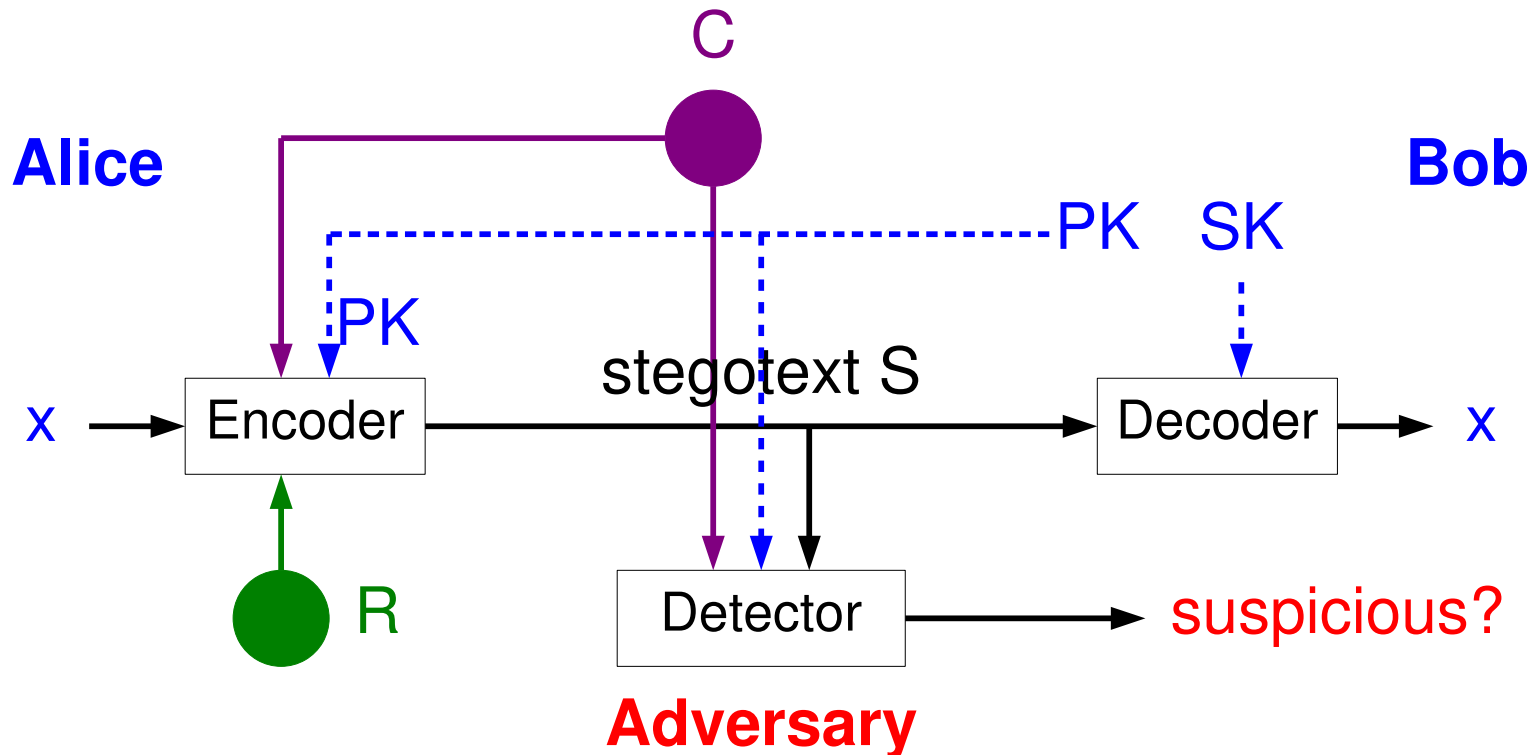 C
Alice
Bob
PK SK
PK
stegotext S
x
Encoder
Decoder
x
R
Detector
suspicious?
Adversary